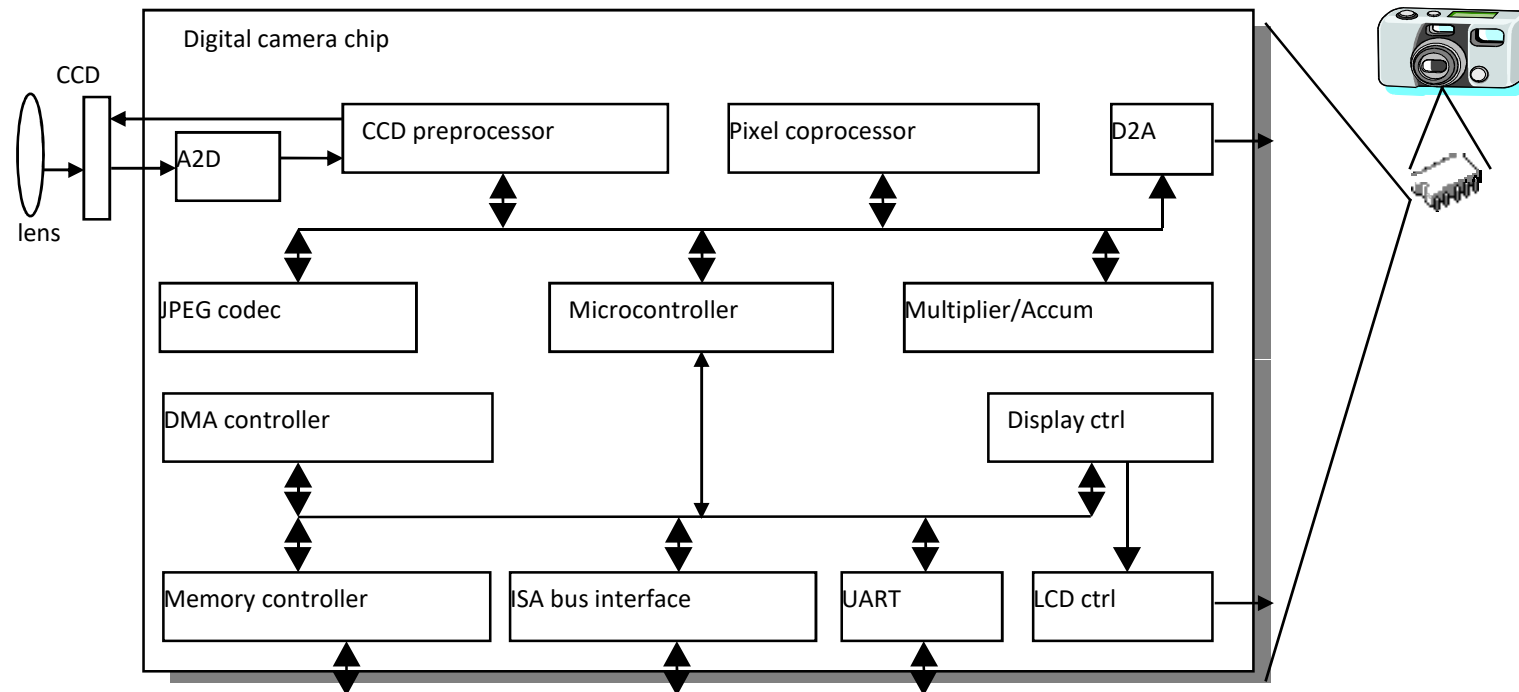 Digital camera chip
CCD
CCD preprocessor
Pixel coprocessor
D2A
A2D
lens
JPEG codec
Microcontroller
Multiplier/Accum
DMA controller
Display ctrl
Memory controller
ISA bus interface
UART
LCD ctrl